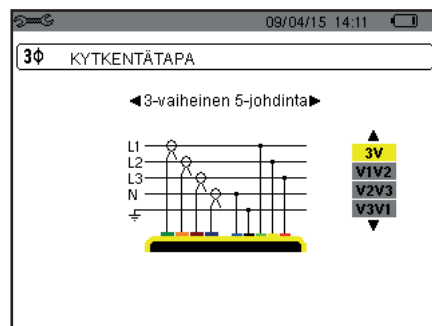 09/04/15 14:11
3Φ KYTKENTÄTAPA
◄3-vaiheinen 5-johdinta►
L1
L2
L3
N
3V
V1V2
V2V3
V3V1